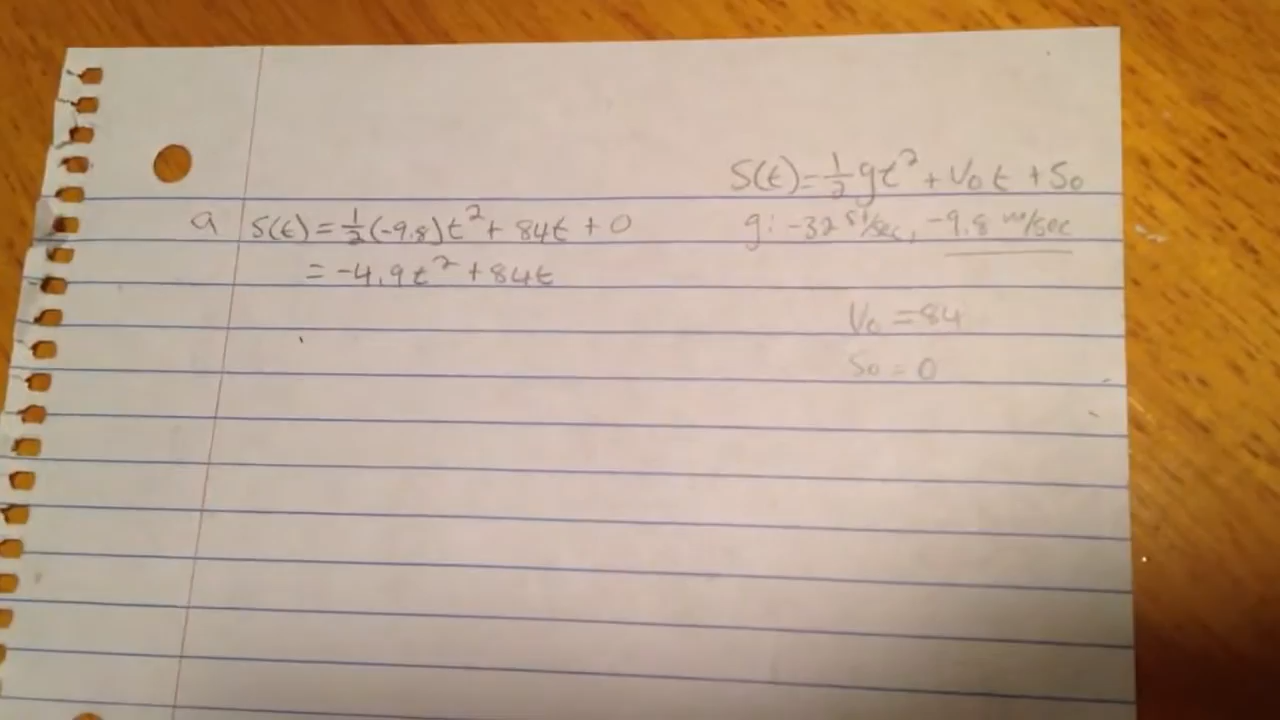 S(t) = 1/2 gt² + V₀t + S₀
g: -32 ft/sec, -9.8 m/sec
a S(t) = 1/2 (-9.8)t² + 84t + 0
= -4.9t² + 84t
V₀ = 84
S₀ = 0